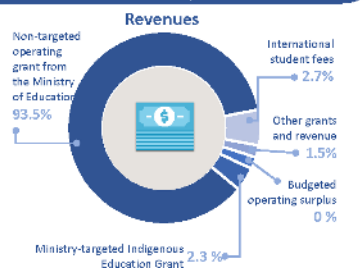 Revenues
Non-targeted
operating
grant from
the Ministry
of Education
93.5%
International
student fees
2.7%
Other grants
and revenue
1.5%
Budgeted
operating surplus
0 %
Ministry-targeted Indigenous
Education Grant
2.3 %
$